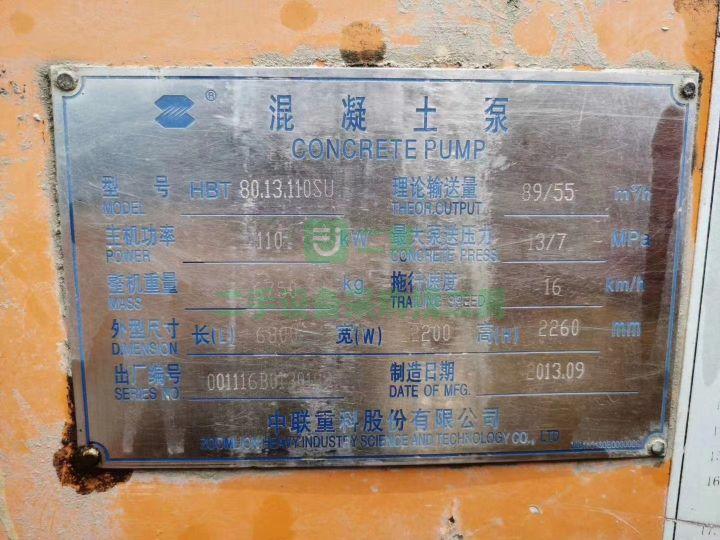 ® 混凝土泵
CONCRETE PUMP
型号 HBT 80.13.110SU 理论输送量 89/55 m³/h
MODEL THEOR.OUTPUT
主机功率 110 kW 最大泵送压力 13/7 MPa
POWER CONCRETE PRESS
整机重量 kg 拖行速度 16 km/h
MASS TRAILING SPEED
外型尺寸 长(L) 6800 宽(W) 2200 高(H) 2260 mm
DIMENSION
出厂编号 制造日期 2013.09
SERIES NO DATE OF MFG.
中联重科股份有限公司
ZOOMLION HEAVY INDUSTRY SCIENCE AND TECHNOLOGY CO., LTD
16
17